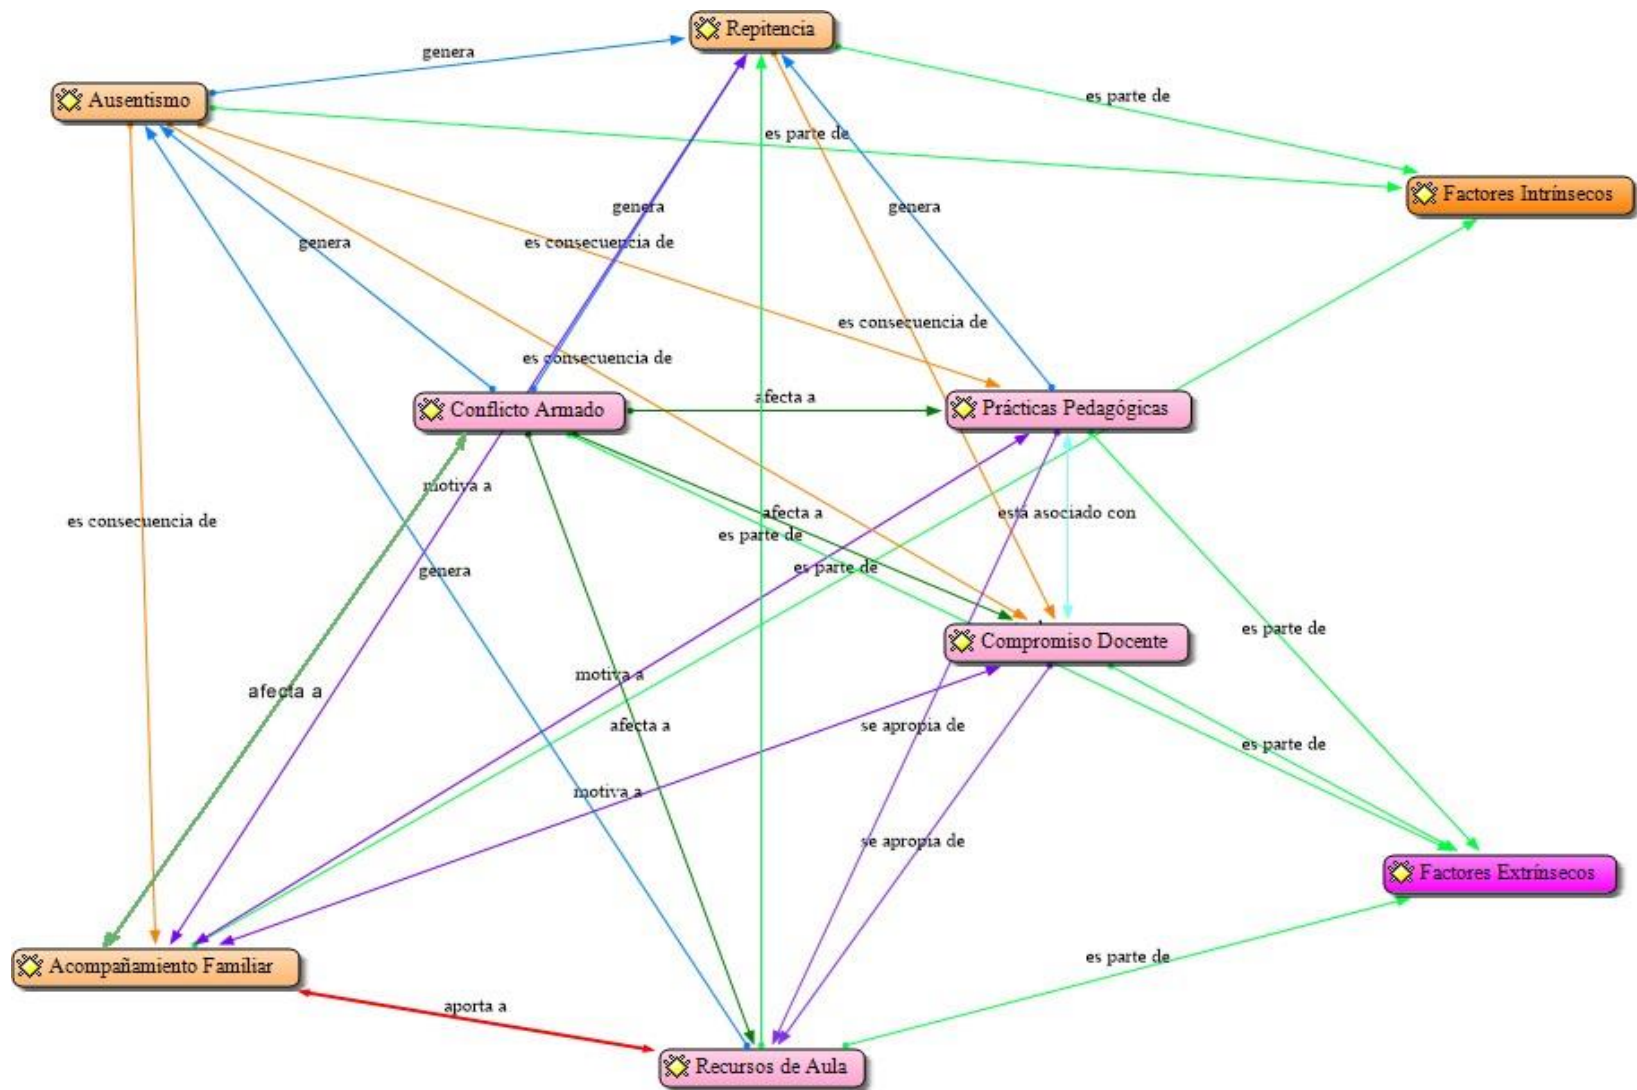 Repitencia
genera
Ausentismo
es parte de
es parte de
Factores Intrínsecos
genera
genera
genera
es consecuencia de
es consecuencia de
es consecuencia de
afecta a
Conflicto Armado
Prácticas Pedagógicas
motiva a
es consecuencia de
afecta a
está asociado con
es parte de
genera
es parte de
es parte de
Compromiso Docente
motiva a
afecta a
afecta a
se apropia de
es parte de
motiva a
se apropia de
Factores Extrínsecos
es parte de
Acompañamiento Familiar
aporta a
Recursos de Aula